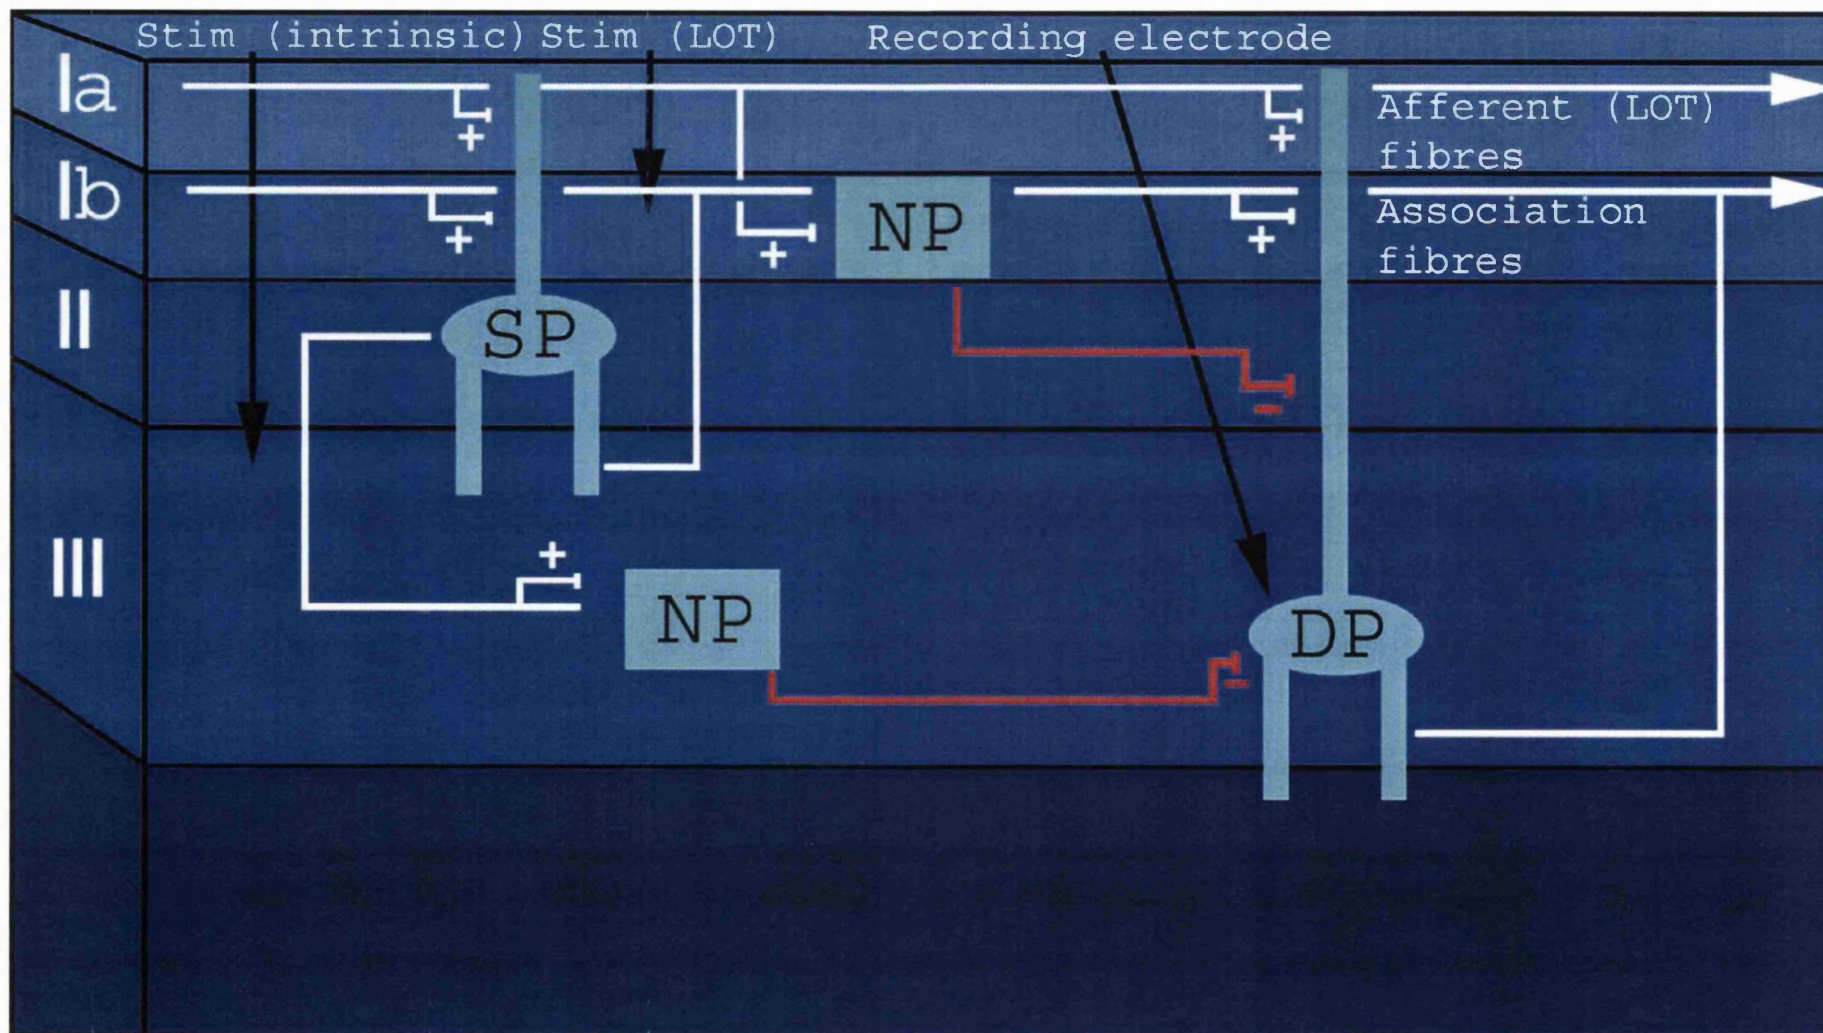 Stim (intrinsic) Stim (LOT) Recording electrode
Ia
Afferent (LOT)
fibres
+
+
Ib
NP
Association
fibres
+
+
+
II
SP
-
III
+
NP
DP
-